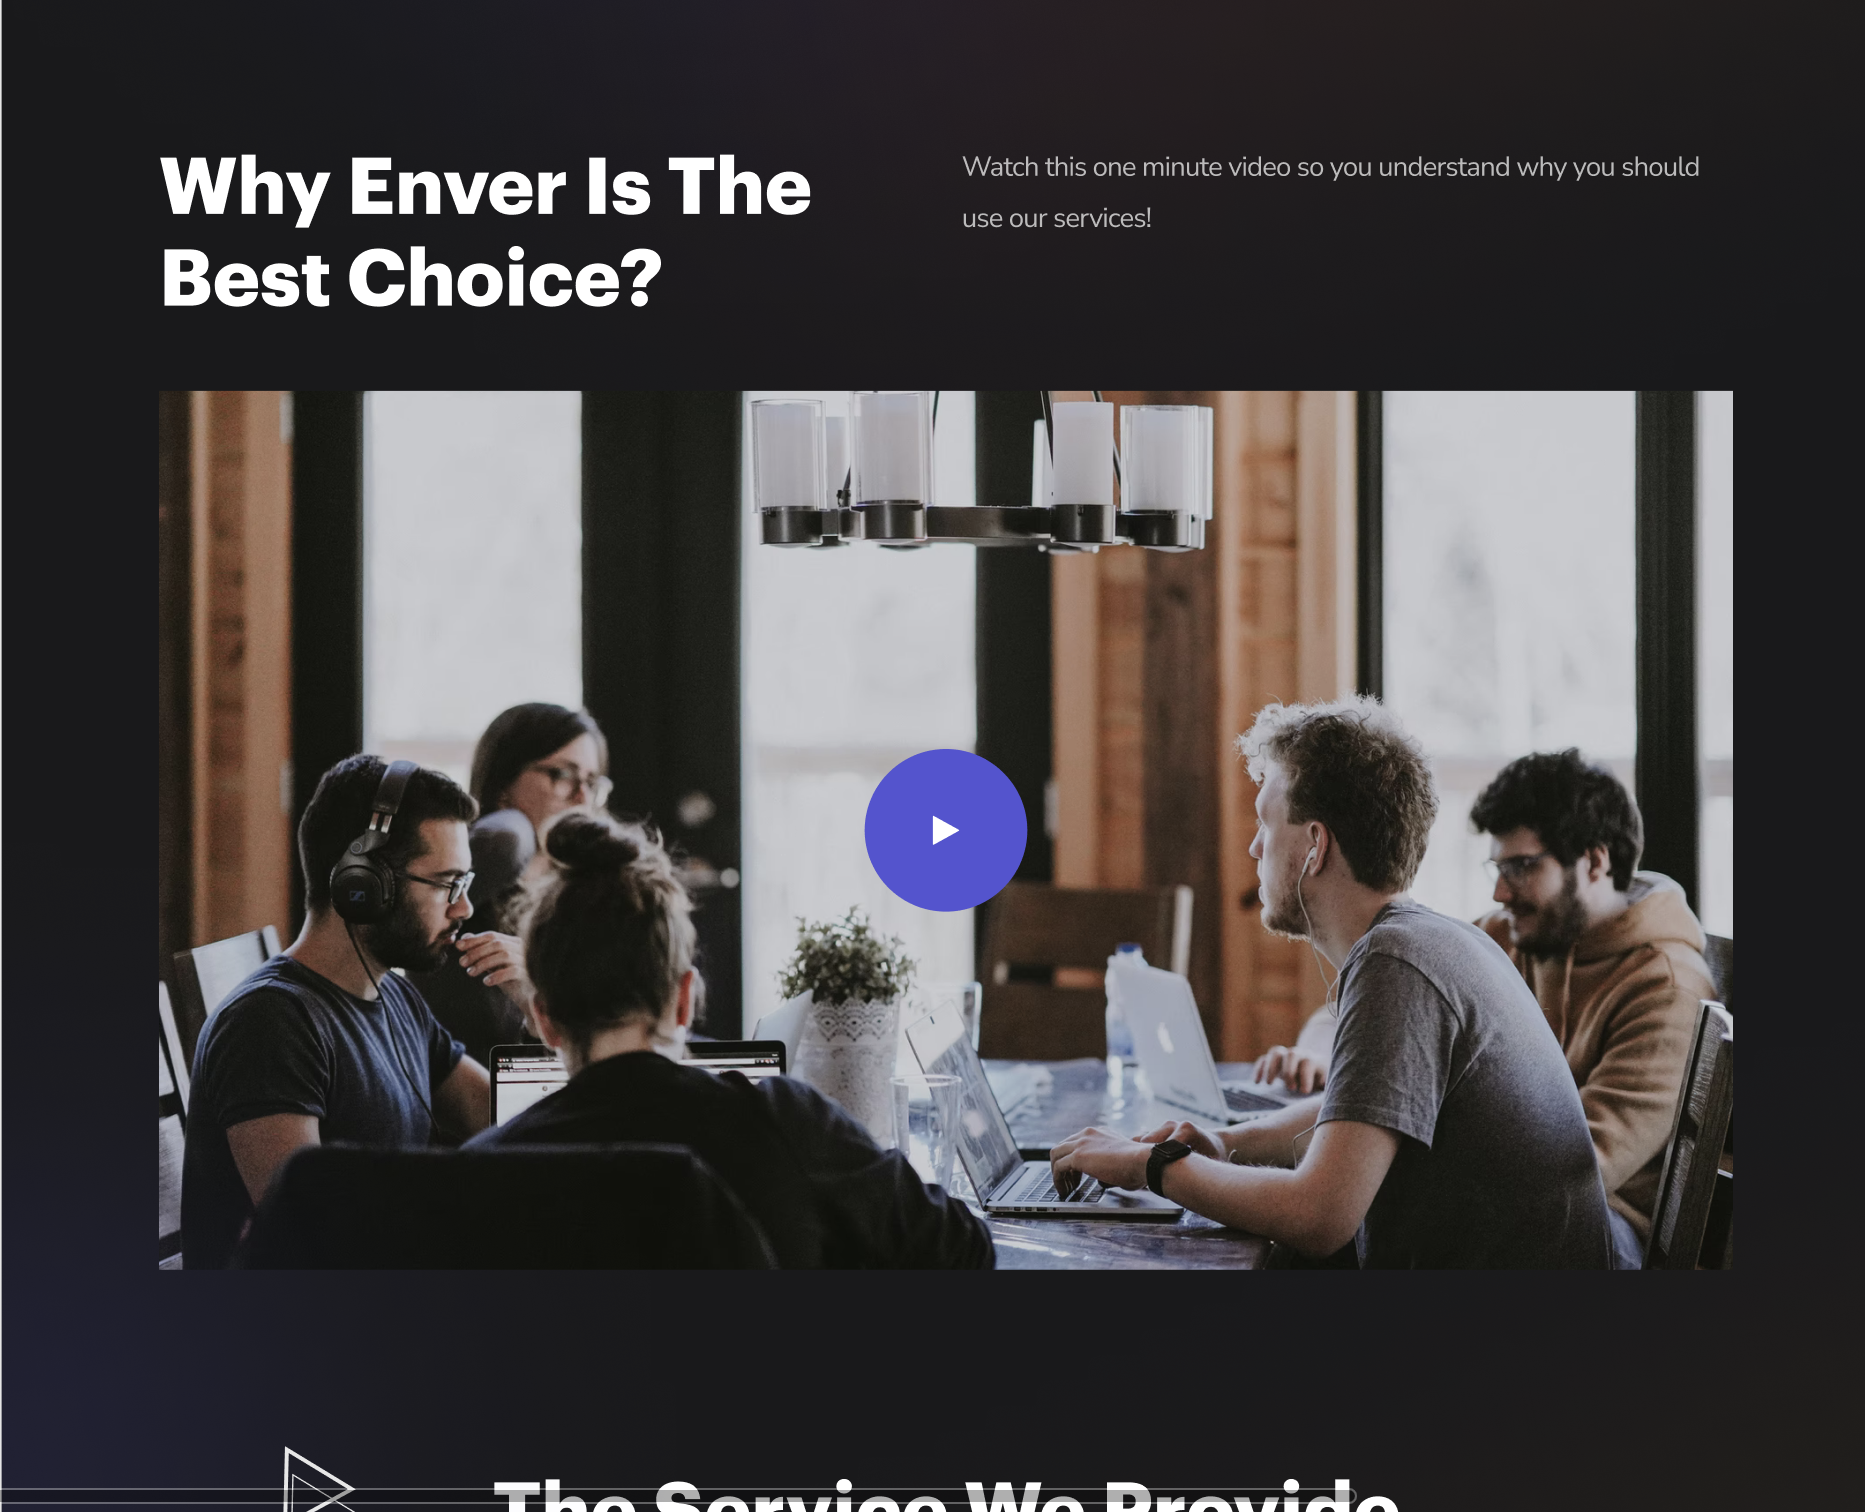 Why Enver Is The
Best Choice?
Watch this one minute video so you understand why you should
use our services!
The Service We Provide